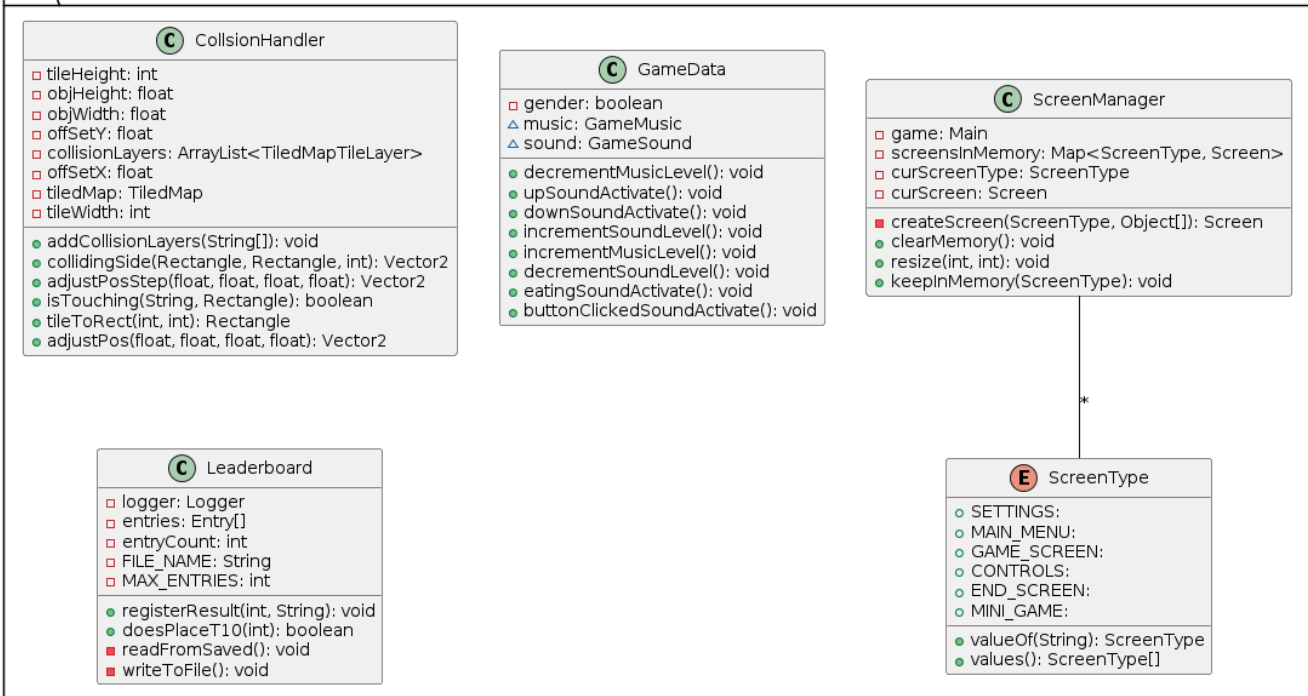 C CollsionHandler
tileHeight: int
objHeight: float
objWidth: float
offSetY: float
collisionLayers: ArrayList<TiledMapTileLayer>
offSetX: float
tiledMap: TiledMap
tileWidth: int
addCollisionLayers(String[]): void
collidingSide(Rectangle, Rectangle, int): Vector2
adjustPosStep(float, float, float, float): Vector2
isTouching(String, Rectangle): boolean
tileToRect(int, int): Rectangle
adjustPos(float, float, float, float): Vector2
C GameData
gender: boolean
music: GameMusic
sound: GameSound
decrementMusicLevel(): void
upSoundActivate(): void
downSoundActivate(): void
incrementSoundLevel(): void
incrementMusicLevel(): void
decrementSoundLevel(): void
eatingSoundActivate(): void
buttonClickedSoundActivate(): void
C ScreenManager
game: Main
screensInMemory: Map<ScreenType, Screen>
curScreenType: ScreenType
curScreen: Screen
createScreen(ScreenType, Object[]): Screen
clearMemory(): void
resize(int, int): void
keepInMemory(ScreenType): void
*
C Leaderboard
logger: Logger
entries: Entry[]
entryCount: int
FILE_NAME: String
MAX_ENTRIES: int
registerResult(int, String): void
doesPlaceT10(int): boolean
readFromSaved(): void
writeToFile(): void
E ScreenType
SETTINGS:
MAIN_MENU:
GAME_SCREEN:
CONTROLS:
END_SCREEN:
MINI_GAME:
valueOf(String): ScreenType
values(): ScreenType[]